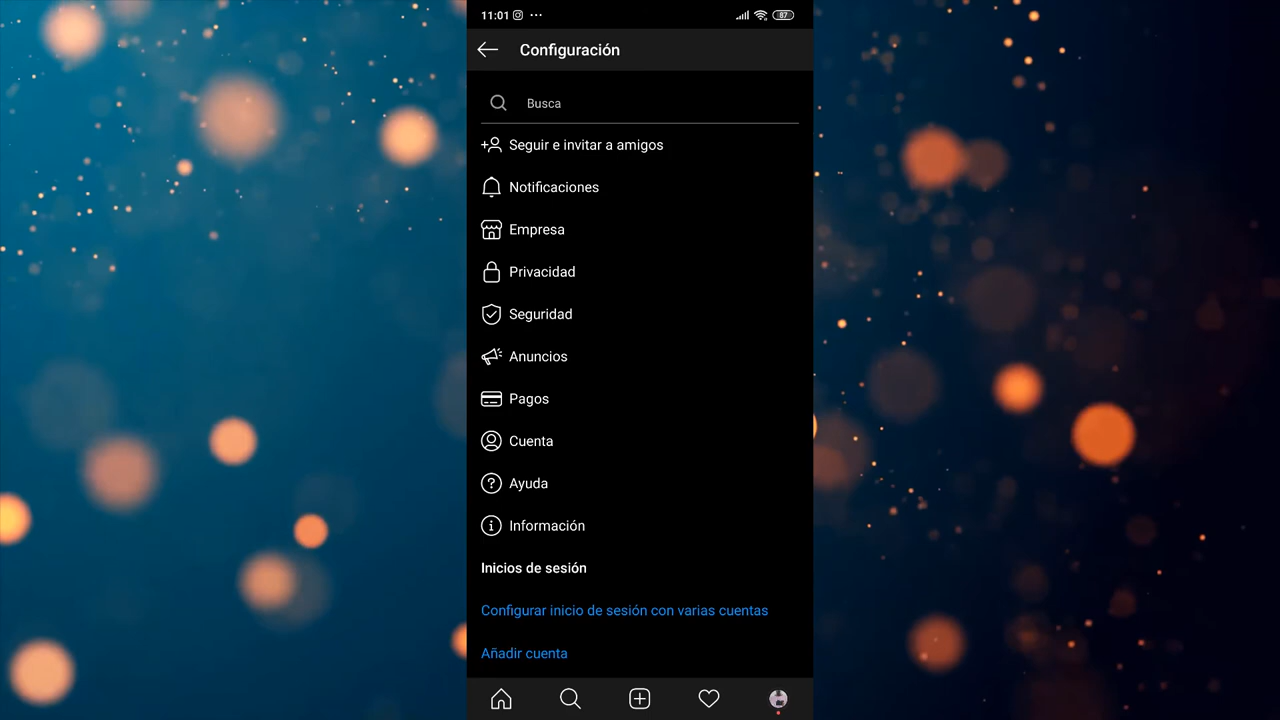 11:01 ... 87
Configuración
Busca
Seguir e invitar a amigos
Notificaciones
Empresa
Privacidad
Seguridad
Anuncios
Pagos
Cuenta
Ayuda
Información
Inicios de sesión
Configurar inicio de sesión con varias cuentas
Añadir cuenta